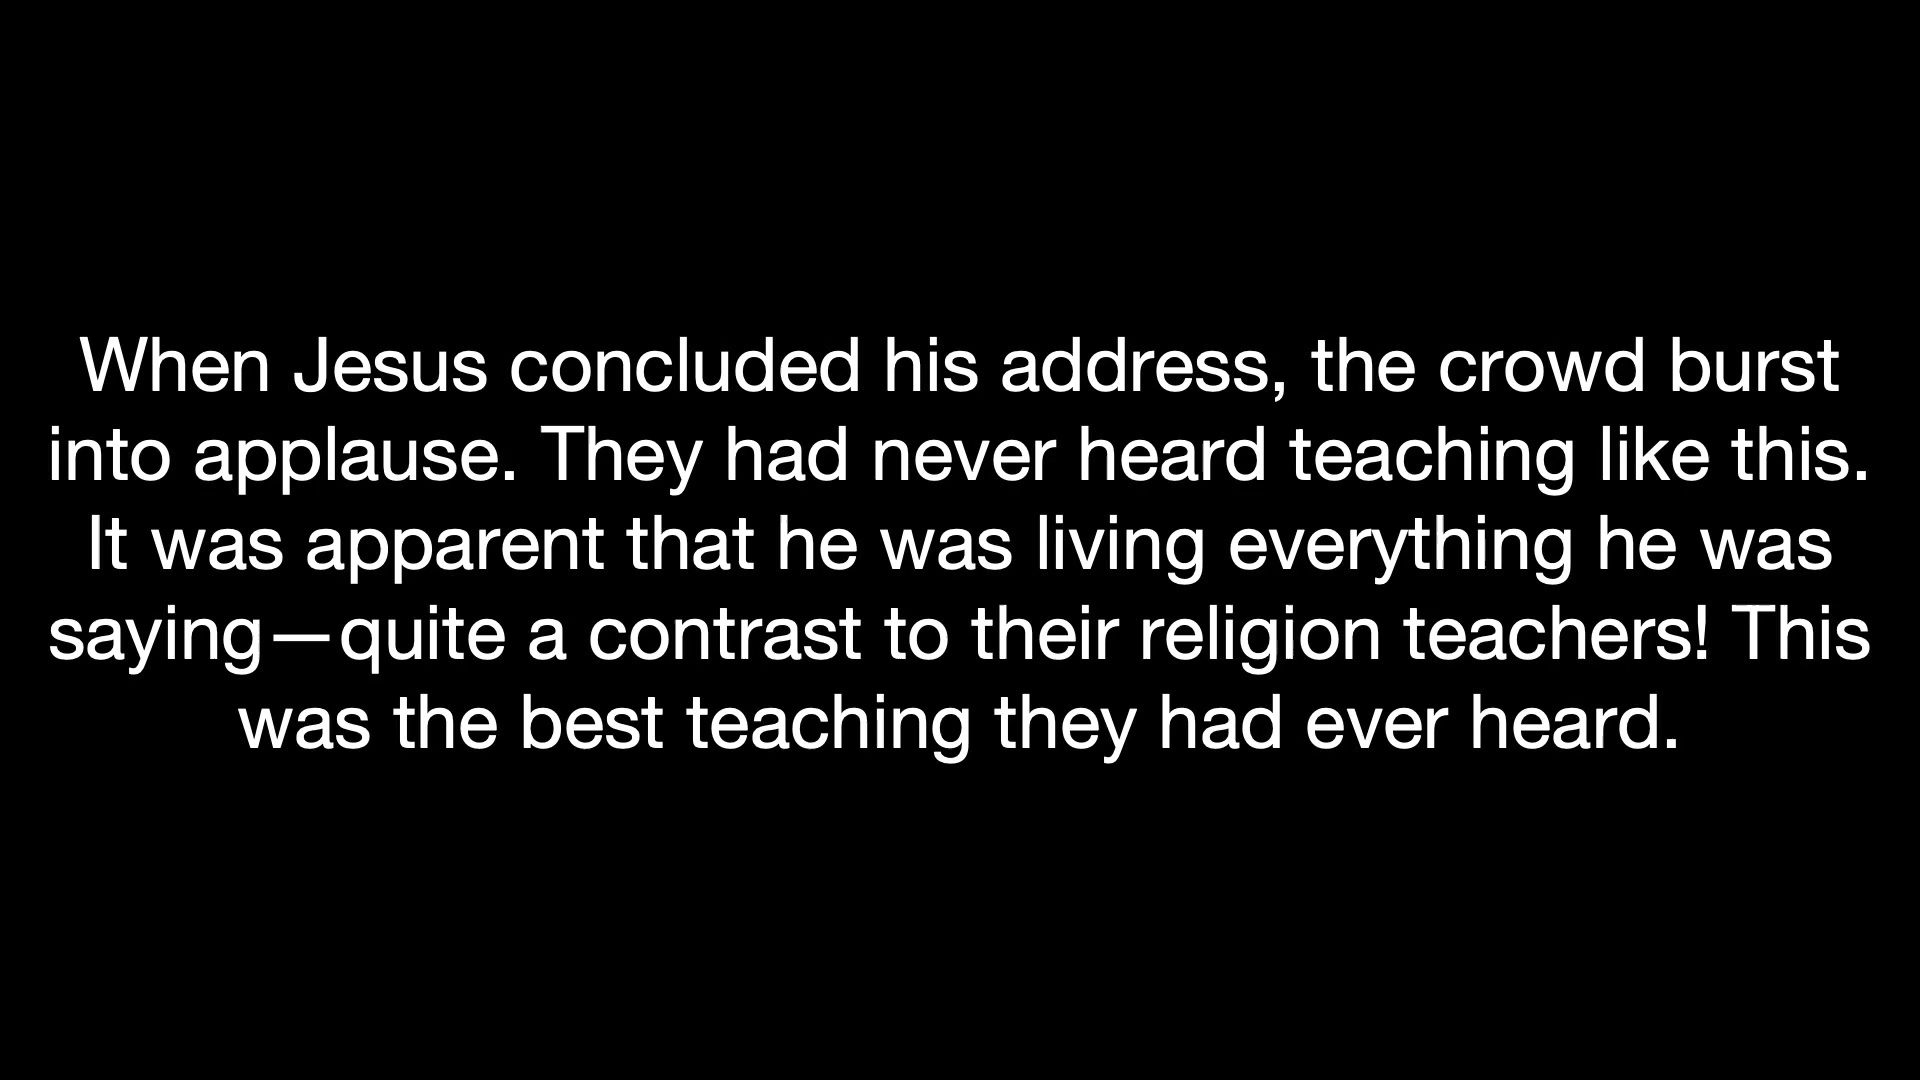 When Jesus concluded his address, the crowd burst
into applause. They had never heard teaching like this.
It was apparent that he was living everything he was
saying—quite a contrast to their religion teachers! This
was the best teaching they had ever heard.